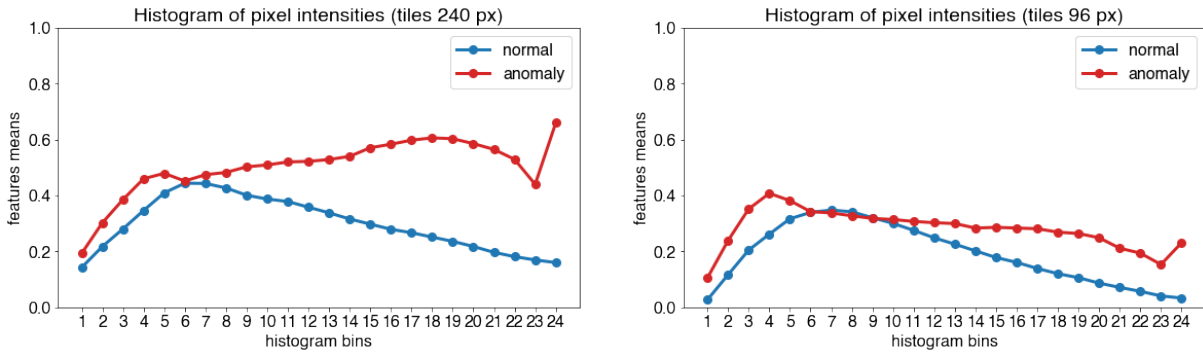 Histogram of pixel intensities (tiles 240 px)
features means
1.0
0.8
0.6
0.4
0.2
0.0
normal
anomaly
1 2 3 4 5 6 7 8 9 10 11 12 13 14 15 16 17 18 19 20 21 22 23 24
histogram bins
Histogram of pixel intensities (tiles 96 px)
features means
1.0
0.8
0.6
0.4
0.2
0.0
normal
anomaly
1 2 3 4 5 6 7 8 9 10 11 12 13 14 15 16 17 18 19 20 21 22 23 24
histogram bins